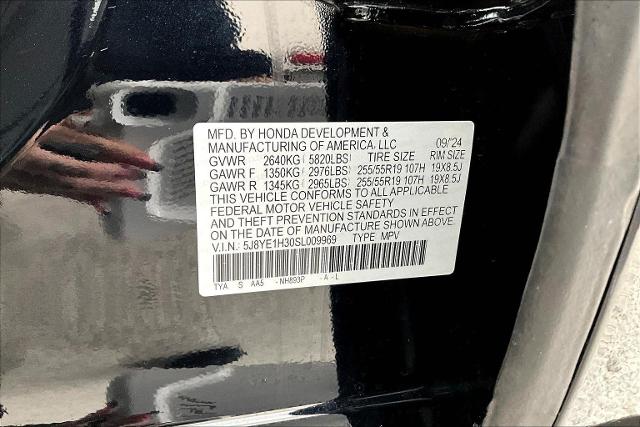 MFD. BY HONDA DEVELOPMENT &
MANUFACTURING OF AMERICA, LLC 09/'24
GVWR 2640KG( 5820LBS) TIRE SIZE RIM SIZE
GAWR F 1350KG( 2976LBS) 255/55R19 107H 19X8.5J
GAWR R 1345KG( 2965LBS) 255/55R19 107H 19X8.5J
THIS VEHICLE CONFORMS TO ALL APPLICABLE
FEDERAL MOTOR VEHICLE SAFETY
AND THEFT PREVENTION STANDARDS IN EFFECT
ON THE DATE OF MANUFACTURE SHOWN ABOVE.
V.I.N.: 5J8YE1H30SL009969 TYPE MPV
TYA S AA5 -NH893P -A -L